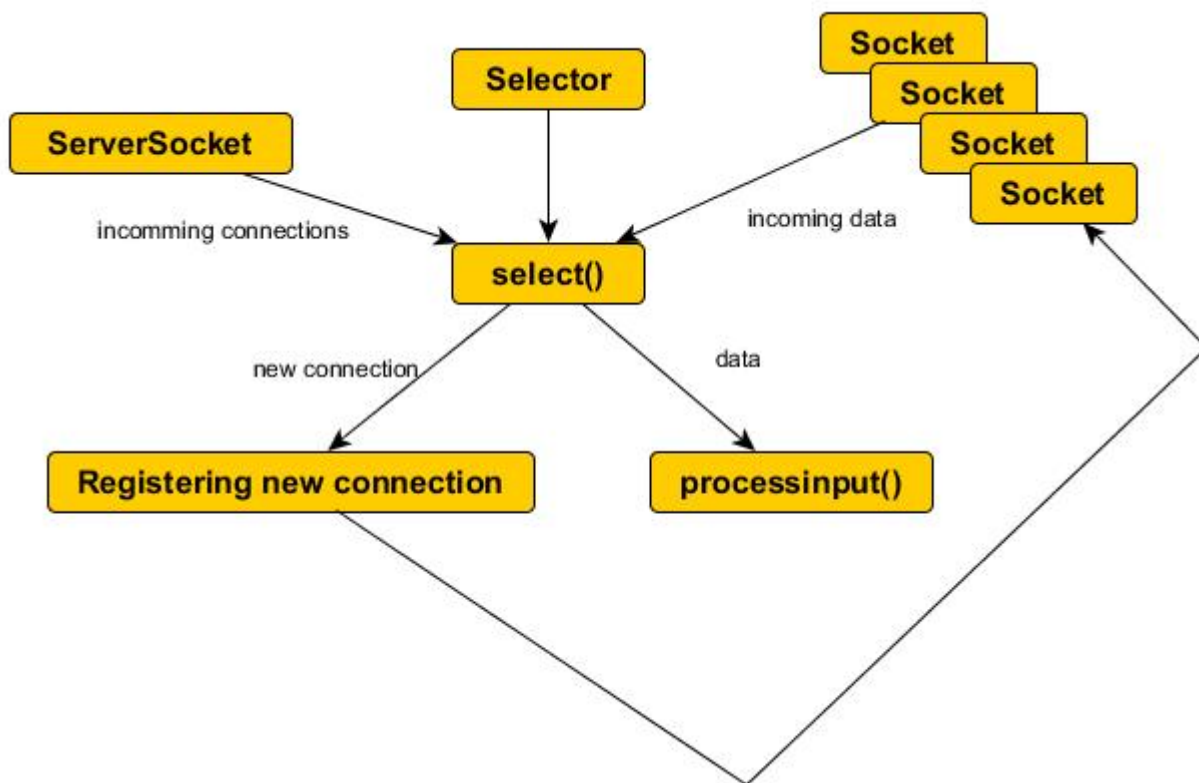 Socket
Selector
Socket
ServerSocket
Socket
Socket
incomming connections
incoming data
select()
new connection
data
Registering new connection
processinput()